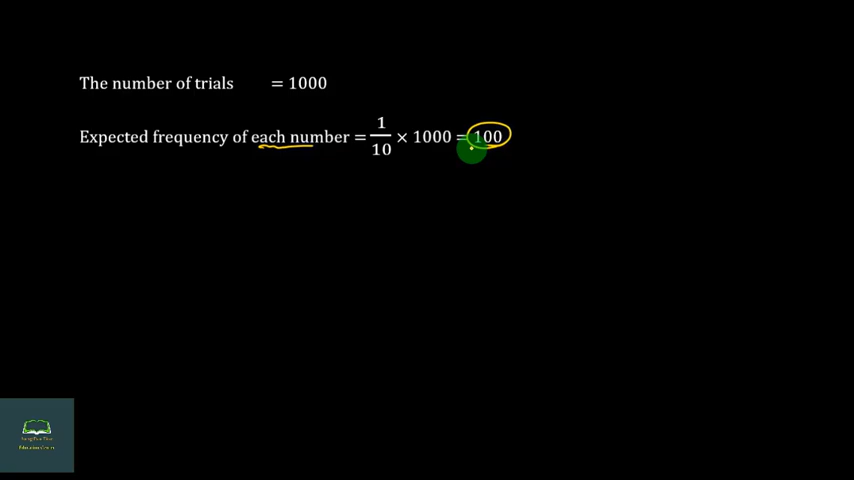 The number of trials = 1000
Expected frequency of each number = 1/10 × 1000 = 100